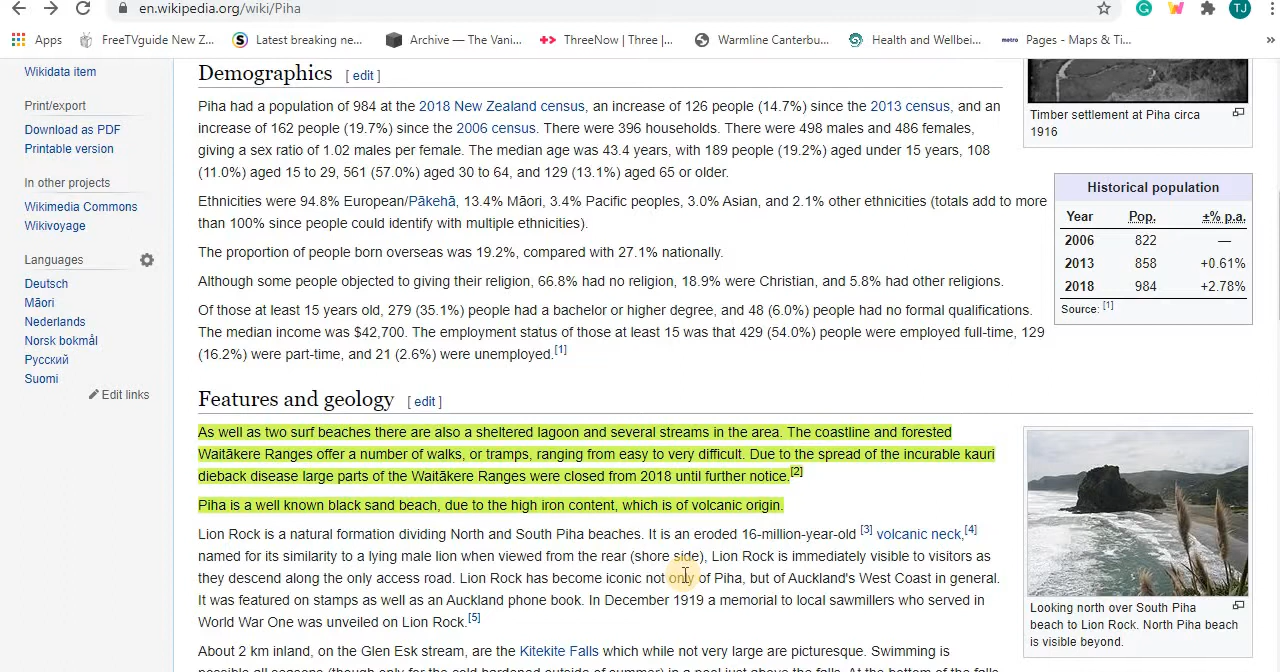 en.wikipedia.org/wiki/Piha
TJ
Apps
FreeTVguide New Z...
Latest breaking ne...
Archive — The Vani...
ThreeNow | Three |...
Warmline Canterbu...
Health and Wellbei...
metro Pages - Maps & Ti...
»
Wikidata item
Print/export
Download as PDF
Printable version
In other projects
Wikimedia Commons
Wikivoyage
Languages
Deutsch
Māori
Nederlands
Norsk bokmål
Русский
Suomi
Edit links
Demographics [ edit ]
Piha had a population of 984 at the 2018 New Zealand census, an increase of 126 people (14.7%) since the 2013 census, and an
increase of 162 people (19.7%) since the 2006 census. There were 396 households. There were 498 males and 486 females,
giving a sex ratio of 1.02 males per female. The median age was 43.4 years, with 189 people (19.2%) aged under 15 years, 108
(11.0%) aged 15 to 29, 561 (57.0%) aged 30 to 64, and 129 (13.1%) aged 65 or older.
Ethnicities were 94.8% European/Pākehā, 13.4% Māori, 3.4% Pacific peoples, 3.0% Asian, and 2.1% other ethnicities (totals add to more
than 100% since people could identify with multiple ethnicities).
The proportion of people born overseas was 19.2%, compared with 27.1% nationally.
Although some people objected to giving their religion, 66.8% had no religion, 18.9% were Christian, and 5.8% had other religions.
Of those at least 15 years old, 279 (35.1%) people had a bachelor or higher degree, and 48 (6.0%) people had no formal qualifications.
The median income was $42,700. The employment status of those at least 15 was that 429 (54.0%) people were employed full-time, 129
(16.2%) were part-time, and 21 (2.6%) were unemployed.[1]
Features and geology [ edit ]
As well as two surf beaches there are also a sheltered lagoon and several streams in the area. The coastline and forested
Waitākere Ranges offer a number of walks, or tramps, ranging from easy to very difficult. Due to the spread of the incurable kauri
dieback disease large parts of the Waitākere Ranges were closed from 2018 until further notice.[2]
Piha is a well known black sand beach, due to the high iron content, which is of volcanic origin.
Lion Rock is a natural formation dividing North and South Piha beaches. It is an eroded 16-million-year-old [3] volcanic neck,[4]
named for its similarity to a lying male lion when viewed from the rear (shore side), Lion Rock is immediately visible to visitors as
they descend along the only access road. Lion Rock has become iconic not only of Piha, but of Auckland's West Coast in general.
It was featured on stamps as well as an Auckland phone book. In December 1919 a memorial to local sawmillers who served in
World War One was unveiled on Lion Rock.[5]
About 2 km inland, on the Glen Esk stream, are the Kitekite Falls which while not very large are picturesque. Swimming is
possible all seasons (though only for the cold hardened outside of summer) in a pool just above the falls. At the bottom of the falls
Timber settlement at Piha circa
1916
Historical population
Year Pop. ±% p.a.
2006 822 —
2013 858 +0.61%
2018 984 +2.78%
Source: [1]
Looking north over South Piha
beach to Lion Rock. North Piha beach
is visible beyond.